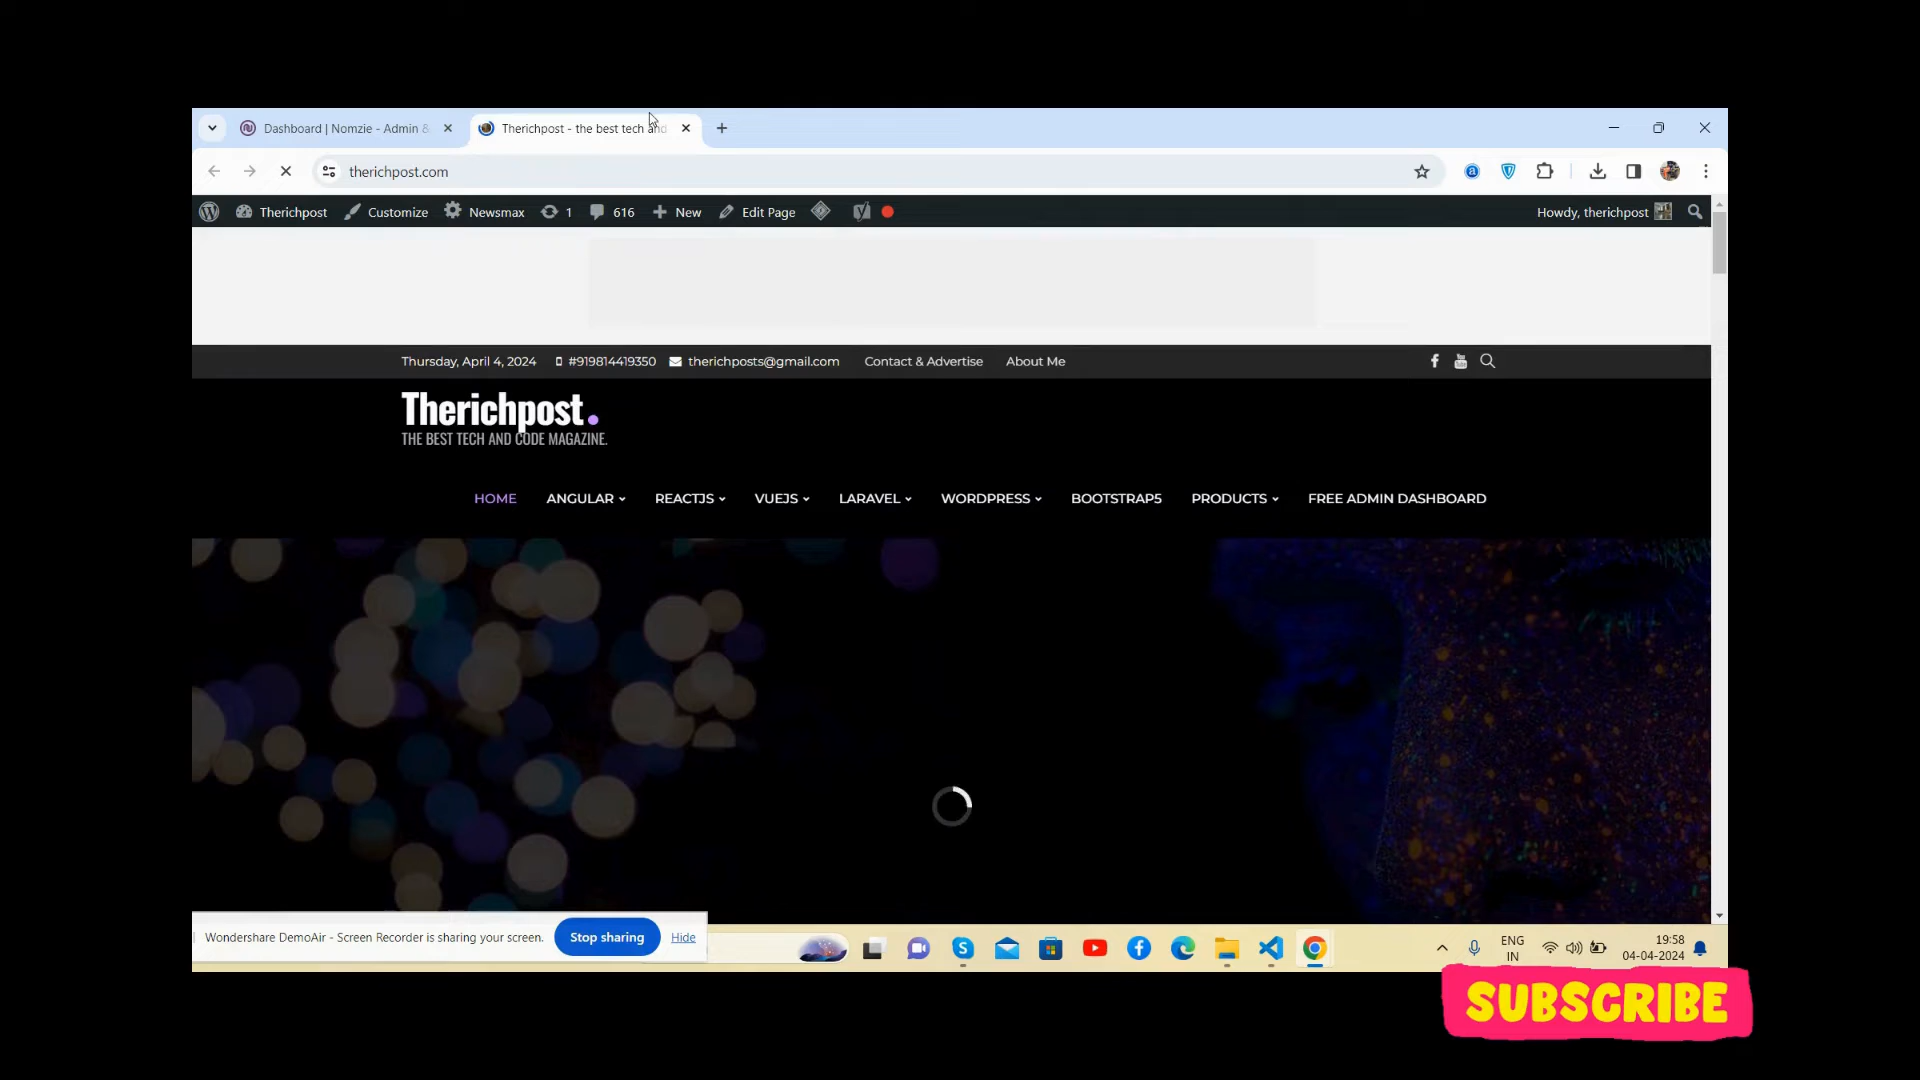 Dashboard | Nomzie - Admin &
Therichpost - the best tech and
therichpost.com
Therichpost Customize Newsmax 1 616 New Edit Page Howdy, therichpost
Thursday, April 4, 2024 #919814419350 therichposts@gmail.com Contact & Advertise About Me
Therichpost.
THE BEST TECH AND CODE MAGAZINE.
HOME ANGULAR REACTJS VUEJS LARAVEL WORDPRESS BOOTSTRAP5 PRODUCTS FREE ADMIN DASHBOARD
Wondershare DemoAir - Screen Recorder is sharing your screen. Stop sharing Hide
ENG
IN
19:58
04-04-2024
SUBSCRIBE